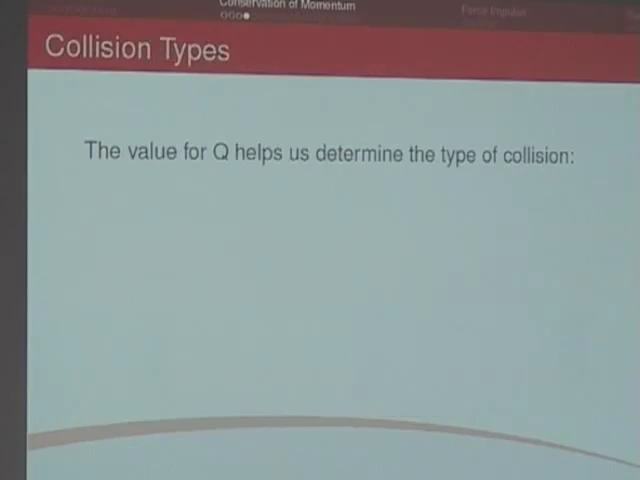 Conservation of Momentum
Force Impulse
Collision Types
The value for Q helps us determine the type of collision: